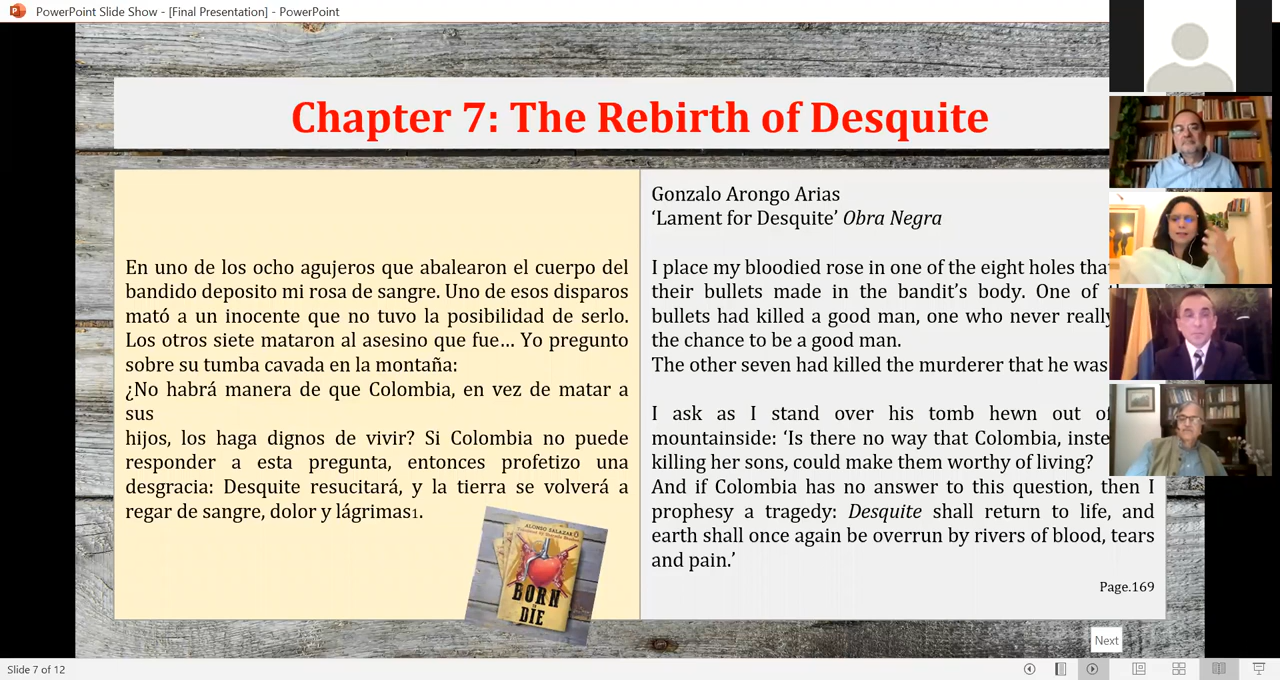 PowerPoint Slide Show - [Final Presentation] - PowerPoint
Chapter 7: The Rebirth of Desquite
En uno de los ocho agujeros que abalearon el cuerpo del
bandido deposito mi rosa de sangre. Uno de esos disparos
mató a un inocente que no tuvo la posibilidad de serlo.
Los otros siete mataron al asesino que fue... Yo pregunto
sobre su tumba cavada en la montaña:
¿No habrá manera de que Colombia, en vez de matar a
sus
hijos, los haga dignos de vivir? Si Colombia no puede
responder a esta pregunta, entonces profetizo una
desgracia: Desquite resucitará, y la tierra se volverá a
regar de sangre, dolor y lágrimas1.
ALONSO SALAZAR J
BORN
DIE
Gonzalo Arongo Arias
‘Lament for Desquite’ Obra Negra
I place my bloodied rose in one of the eight holes
their bullets made in the bandit’s body. One of
bullets had killed a good man, one who never really
the chance to be a good man.
The other seven had killed the murderer that he was
I ask as I stand over his tomb hewn out
mountainside: ‘Is there no way that Colombia,
killing her sons, could make them worthy of living?
And if Colombia has no answer to this question, then I
prophesy a tragedy: Desquite shall return to life, and
earth shall once again be overrun by rivers of blood, tears
and pain.’
Page.169
Next
Slide 7 of 12